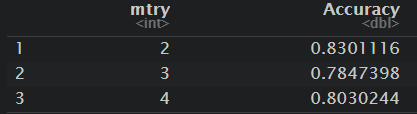 mtry Accuracy
<int> <dbl>
1 2 0.8301116
2 3 0.7847398
3 4 0.8030244